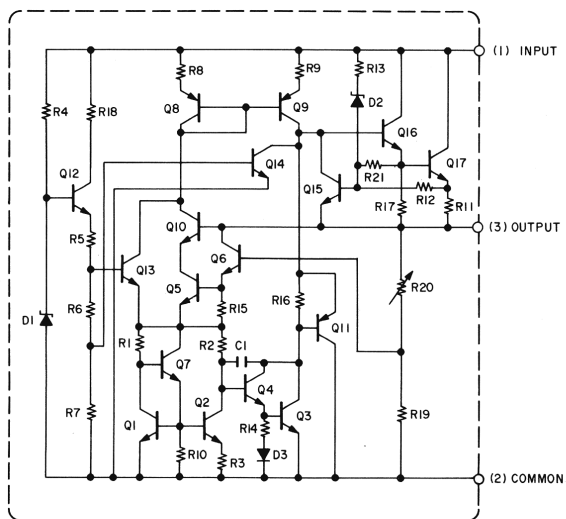 (1) INPUT
R8
R9
R13
R4
R18
Q8
Q9
D2
Q16
Q12
Q14
Q17
Q15
R21
R12
R11
R17
R5
Q10
Q6
(3) OUTPUT
Q13
Q5
R20
R6
R16
R15
D1
R1
R2
C1
Q11
Q7
Q4
R7
Q2
Q3
R19
Q1
R14
R10
R3
D3
(2) COMMON